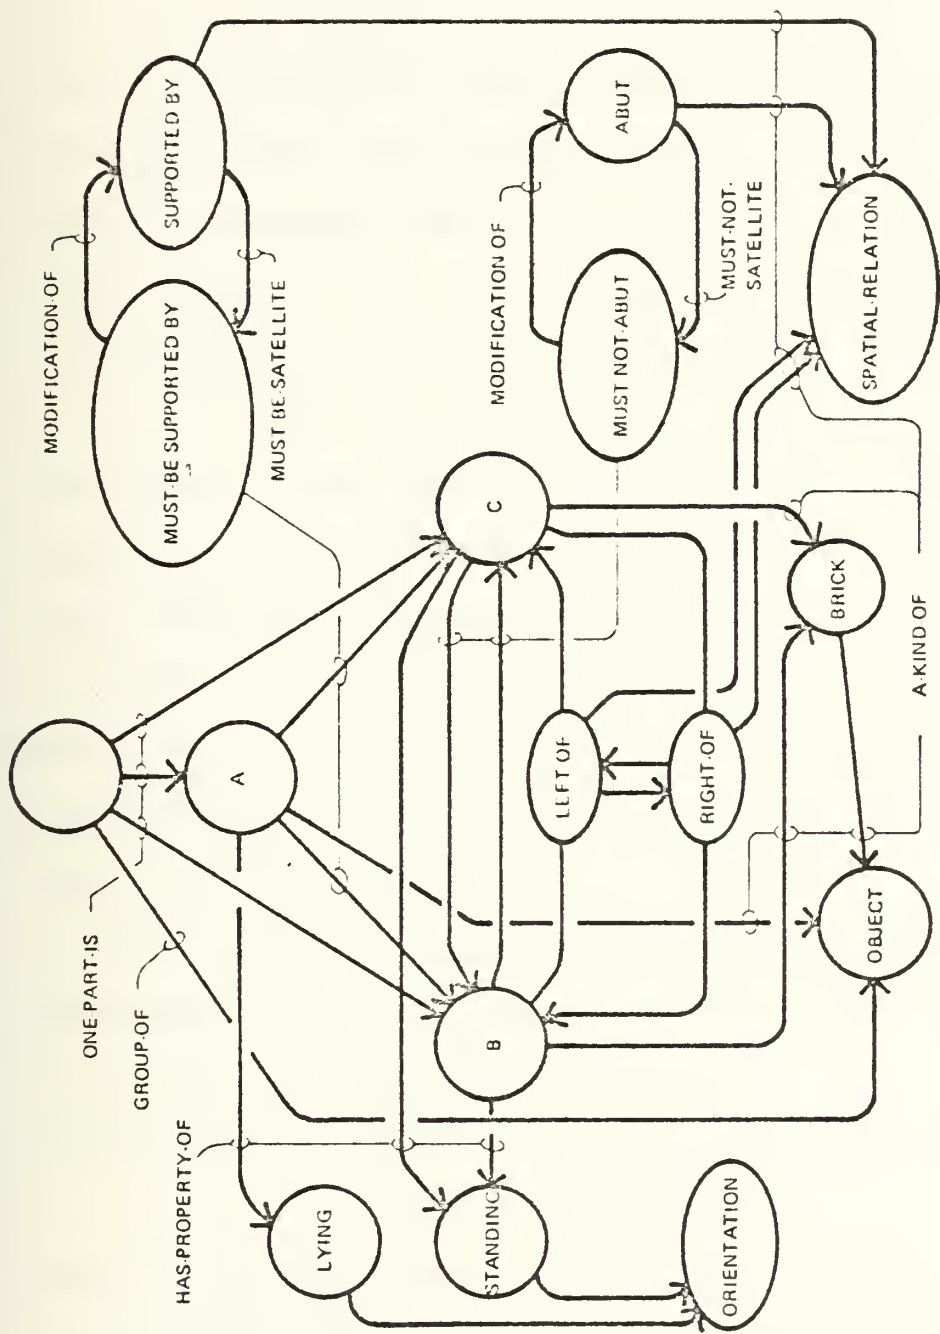 ONE·PART·IS
GROUP·OF
HAS·PROPERTY·OF
MODIFICATION·OF
MUST·BE·SUPPORTED BY
SUPPORTED BY
MUST BE·SATELLITE
A
LYING
STANDING
ORIENTATION
B
C
LEFT OF
RIGHT·OF
MODIFICATION OF
MUST NOT·ABUT
ABUT
MUST·NOT·
SATELLITE
SPATIAL·RELATION
BRICK
OBJECT
A·KIND OF